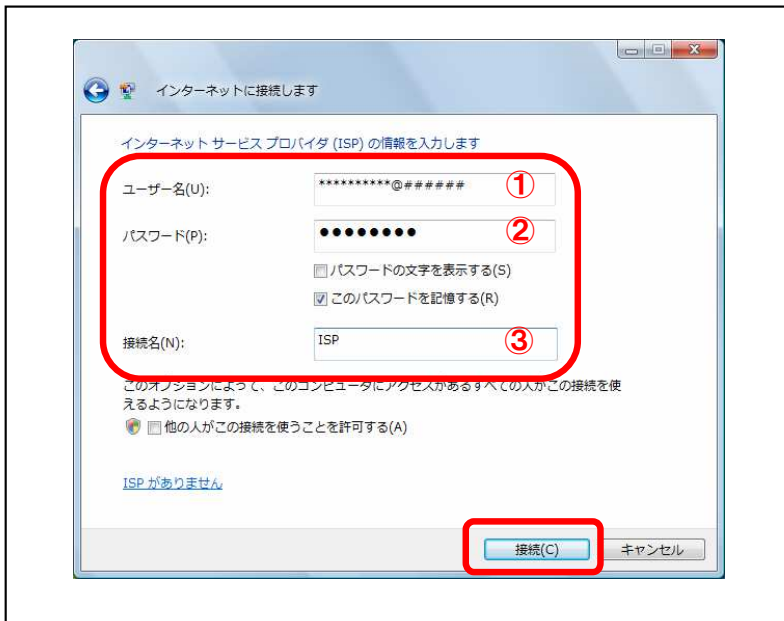 インターネットに接続します
インターネット サービス プロバイダ (ISP) の情報を入力します
ユーザー名(U): **********@###### ①
パスワード(P): ●●●●●●●● ②
パスワードの文字を表示する(S)
このパスワードを記憶する(R)
接続名(N): ISP ③
このオプションによって、このコンピュータにアクセスがあるすべての人がこの接続を使
えるようになります。
他の人がこの接続を使うことを許可する(A)
ISP がありません
接続(C) キャンセル